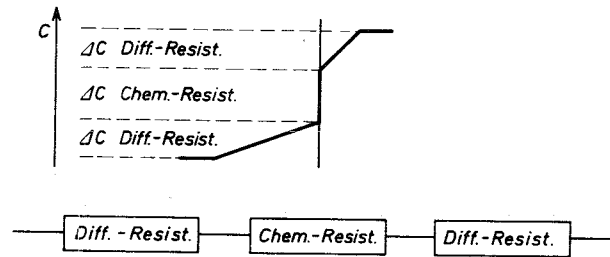 C
ΔC Diff.-Resist.
ΔC Chem.-Resist.
ΔC Diff.-Resist.
Diff.-Resist. Chem.-Resist. Diff.-Resist.